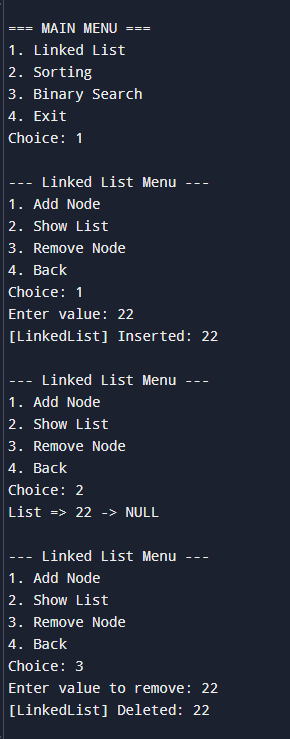 === MAIN MENU ===
1. Linked List
2. Sorting
3. Binary Search
4. Exit
Choice: 1
--- Linked List Menu ---
1. Add Node
2. Show List
3. Remove Node
4. Back
Choice: 1
Enter value: 22
[LinkedList] Inserted: 22
--- Linked List Menu ---
1. Add Node
2. Show List
3. Remove Node
4. Back
Choice: 2
List => 22 -> NULL
--- Linked List Menu ---
1. Add Node
2. Show List
3. Remove Node
4. Back
Choice: 3
Enter value to remove: 22
[LinkedList] Deleted: 22